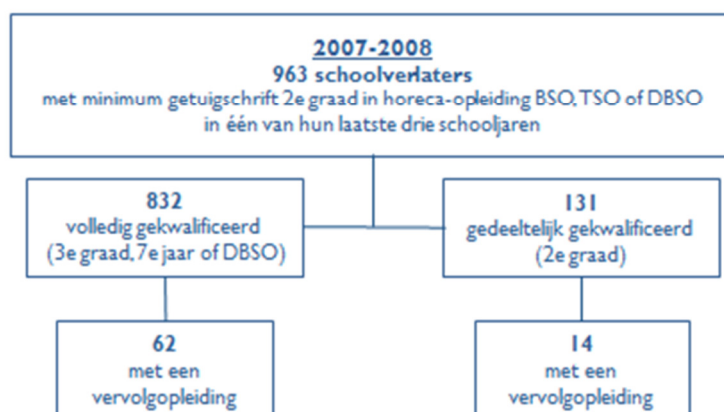 2007-2008
963 schoolverlaters
met minimum getuigschrift 2e graad in horeca-opleiding BSO, TSO of DBSO
in één van hun laatste drie schooljaren
832
volledig gekwalificeerd
(3e graad, 7e jaar of DBSO)
131
gedeeltelijk gekwalificeerd
(2e graad)
62
met een
vervolgopleiding
14
met een
vervolgopleiding